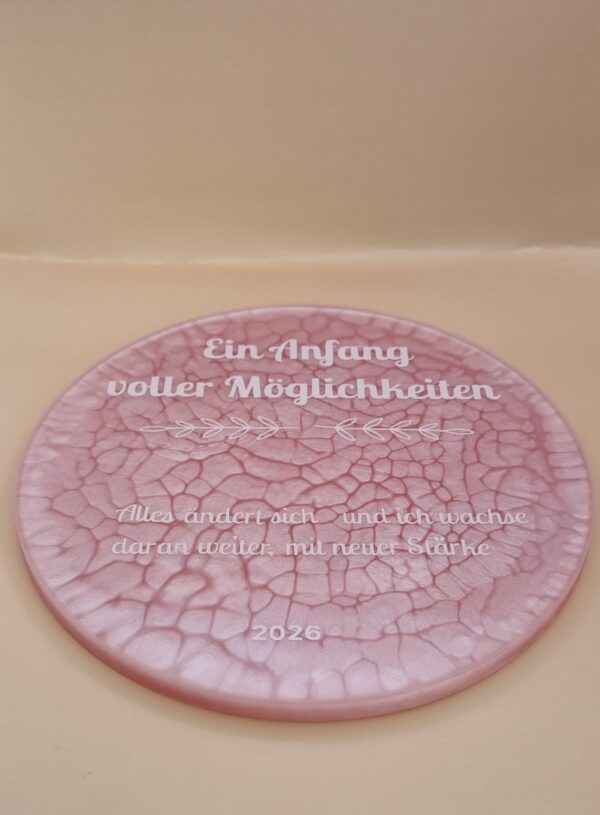 Ein Anfang
voller Möglichkeiten
Alles ändert sich und ich wachse
daran weiter, mit neuer Stärke
2026